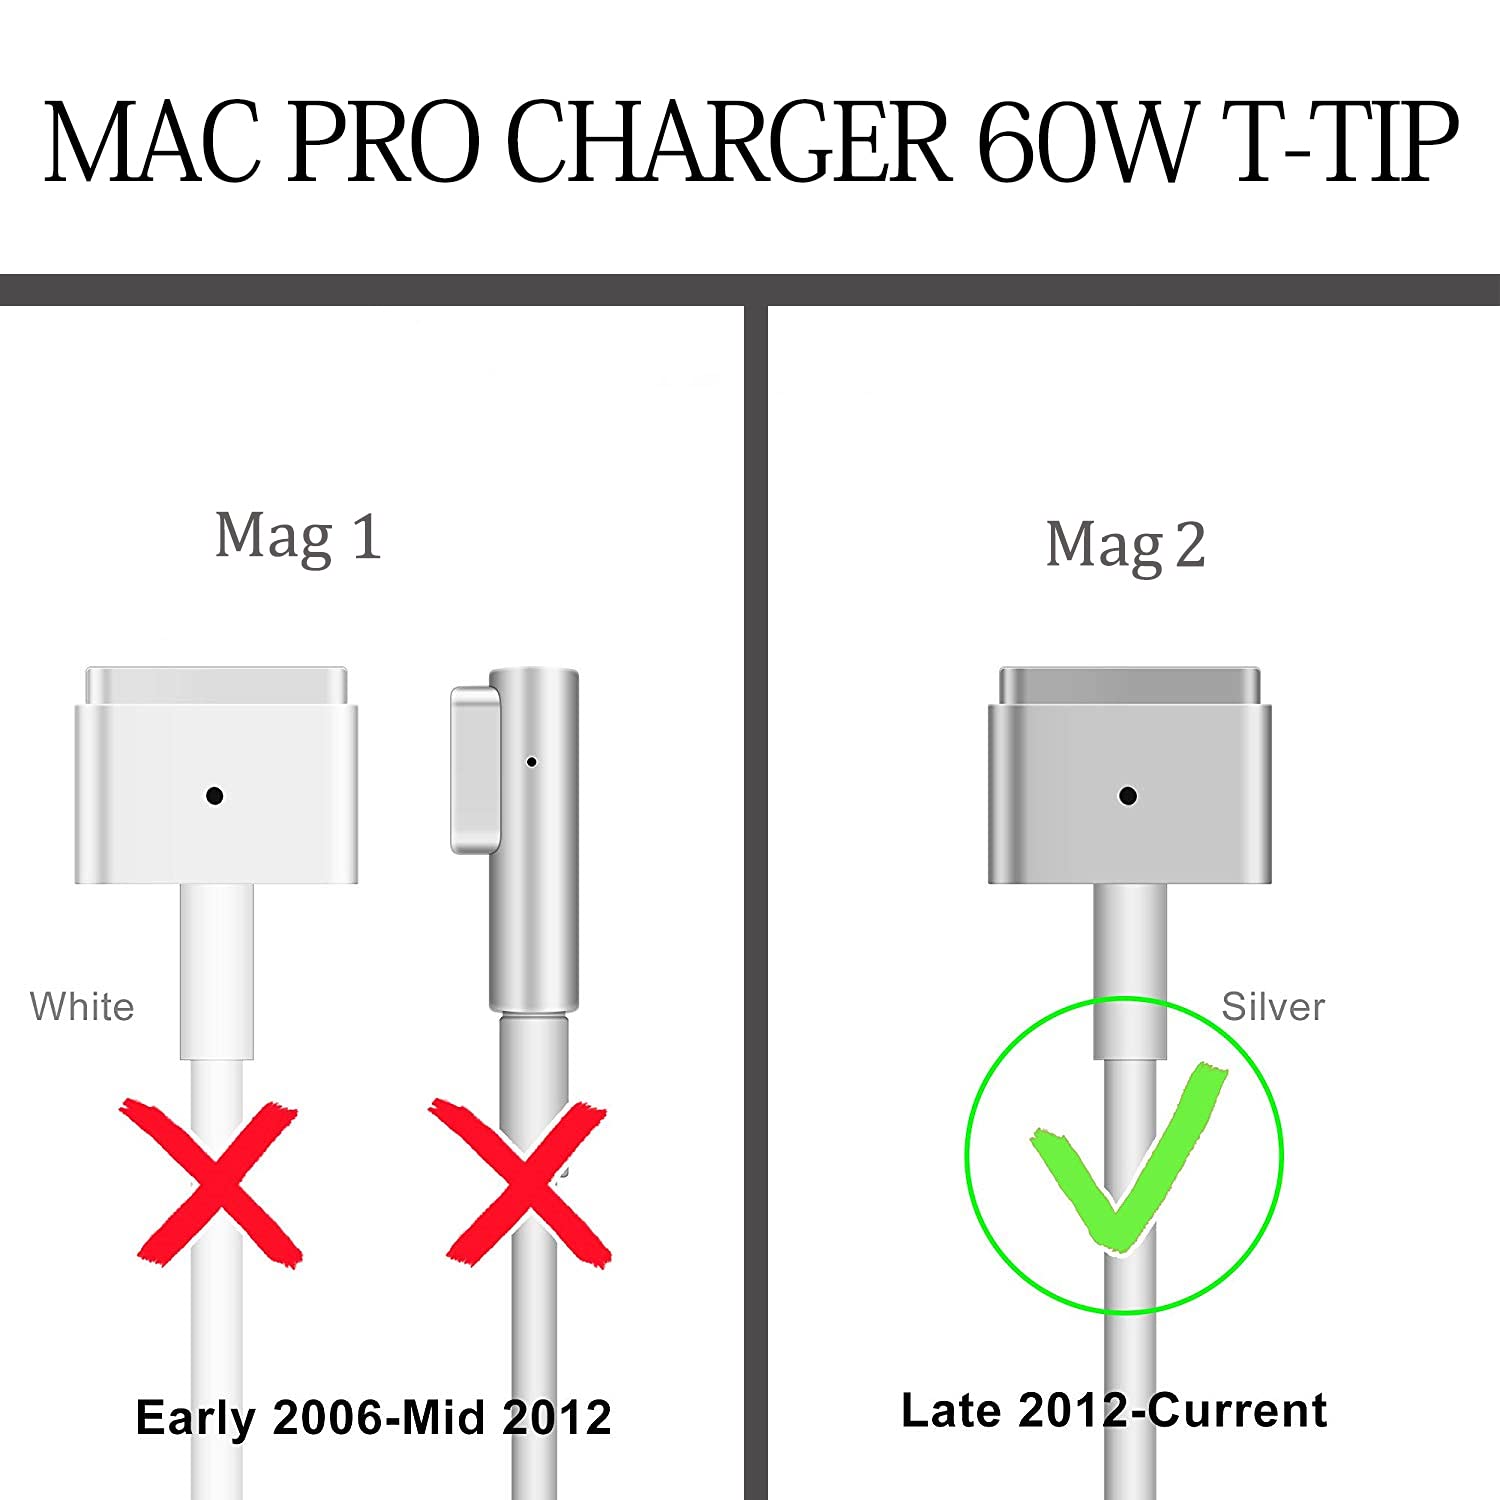 MAC PRO CHARGER 60W T-TIP
Mag 1
Mag 2
White
Silver
Early 2006-Mid 2012
Late 2012-Current